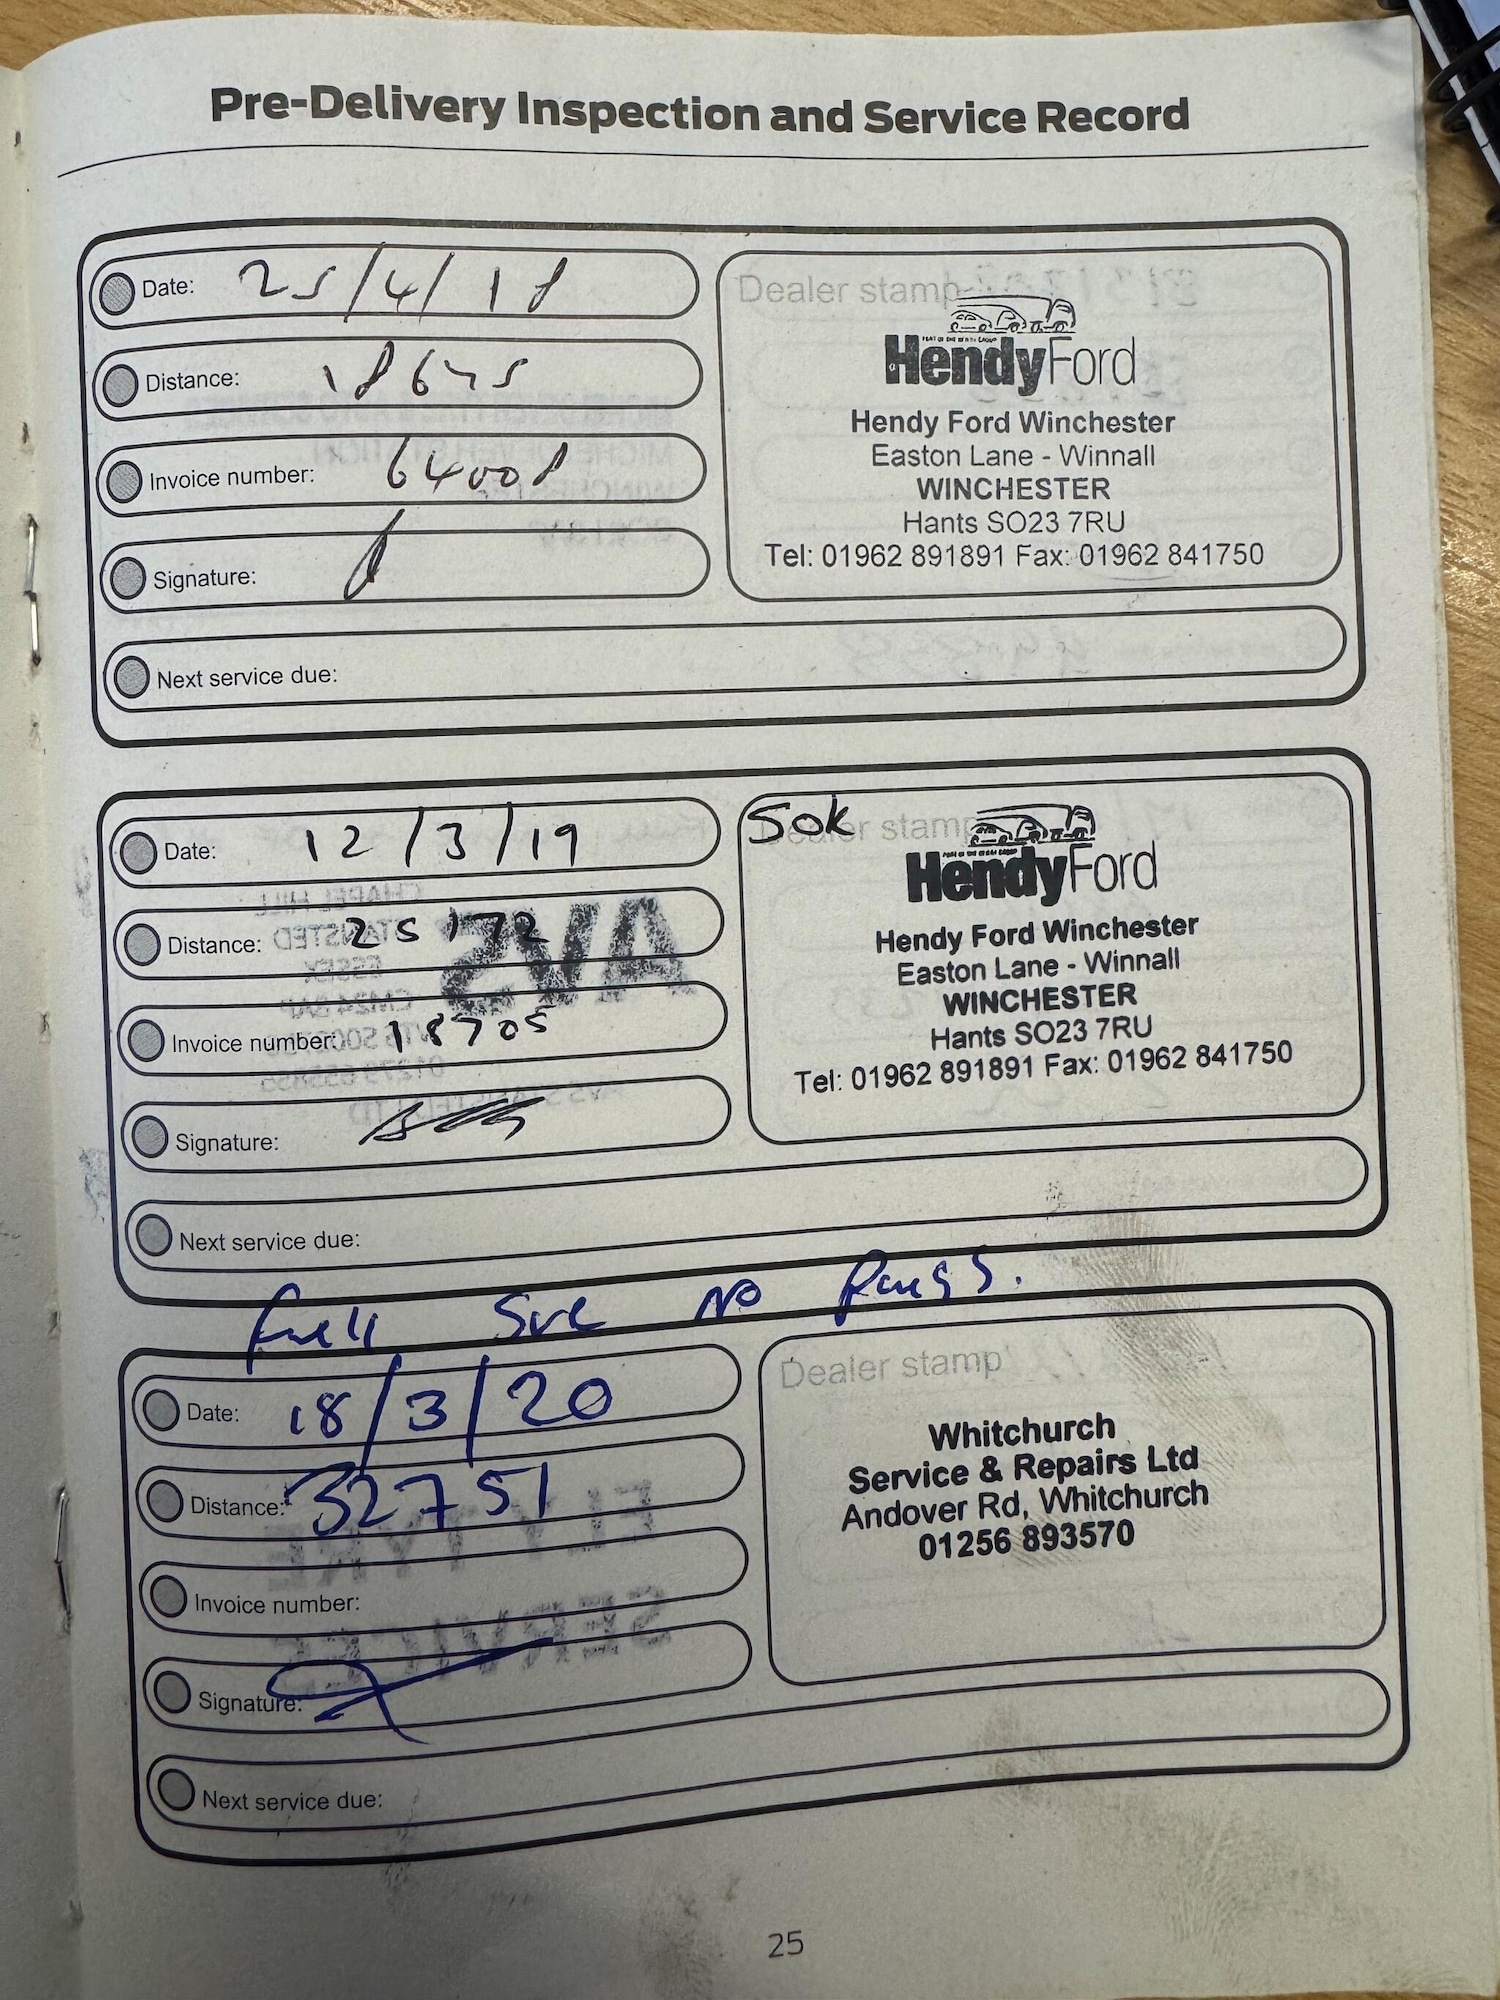 Pre-Delivery Inspection and Service Record
Date: 25/4/18
Distance: 18645
Invoice number: 64008
Signature:
Next service due:
Dealer stamp
HendyFord
Hendy Ford Winchester
Easton Lane - Winnall
WINCHESTER
Hants SO23 7RU
Tel: 01962 891891 Fax: 01962 841750
Date: 12/3/19
Distance: 25172
Invoice number: 18705
Signature:
Next service due:
50K
Dealer stamp
HendyFord
Hendy Ford Winchester
Easton Lane - Winnall
WINCHESTER
Hants SO23 7RU
Tel: 01962 891891 Fax: 01962 841750
Full Svc No Plugs.
Date: 18/3/20
Distance: 32751
Invoice number:
Signature:
Next service due:
Dealer stamp
Whitchurch
Service & Repairs Ltd
Andover Rd, Whitchurch
01256 893570
25